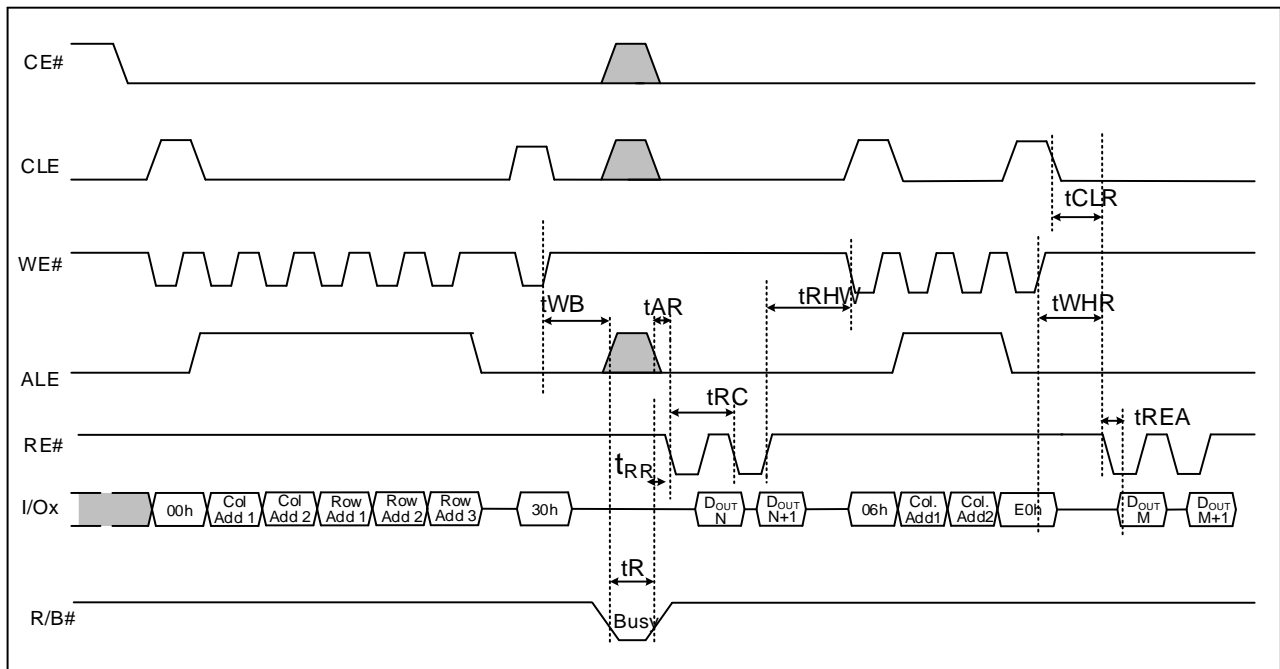 CE#
CLE
tCLR
WE#
tWB
tAR
tRHW
tWHR
ALE
tRC
tREA
RE#
tRR
I/Ox
00h
Col
Add 1
Col
Add 2
Row
Add 1
Row
Add 2
Row
Add 3
30h
DOUT
N
DOUT
N+1
06h
Col.
Add1
Col.
Add2
E0h
DOUT
M
DOUT
M+1
tR
R/B#
Busy